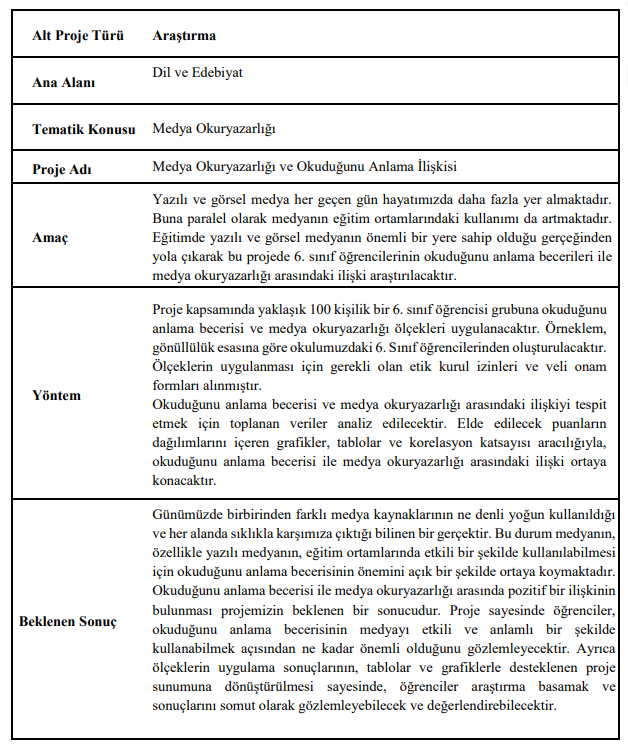 Alt Proje Türü Araştırma
Ana Alanı Dil ve Edebiyat
Tematik Konusu Medya Okuryazarlığı
Proje Adı Medya Okuryazarlığı ve Okuduğunu Anlama İlişkisi
Amaç
Yazılı ve görsel medya her geçen gün hayatımızda daha fazla yer almaktadır.
Buna paralel olarak medyanın eğitim ortamlarındaki kullanımı da artmaktadır.
Eğitimde yazılı ve görsel medyanın önemli bir yere sahip olduğu gerçeğinden
yola çıkarak bu projede 6. sınıf öğrencilerinin okuduğunu anlama becerileri ile
medya okuryazarlığı arasındaki ilişki araştırılacaktır.
Yöntem
Proje kapsamında yaklaşık 100 kişilik bir 6. sınıf öğrencisi grubuna okuduğunu
anlama becerisi ve medya okuryazarlığı ölçekleri uygulanacaktır. Örneklem,
gönüllülük esasına göre okulumuzdaki 6. Sınıf öğrencilerinden oluşturulacaktır.
Ölçeklerin uygulanması için gerekli olan etik kurul izinleri ve veli onam
formları alınmıştır.
Okuduğunu anlama becerisi ve medya okuryazarlığı arasındaki ilişkiyi tespit
etmek için toplanan veriler analiz edilecektir. Elde edilecek puanların
dağılımlarını içeren grafikler, tablolar ve korelasyon katsayısı aracılığıyla,
okuduğunu anlama becerisi ile medya okuryazarlığı arasındaki ilişki ortaya
konacaktır.
Beklenen Sonuç
Günümüzde birbirinden farklı medya kaynaklarının ne denli yoğun kullanıldığı
ve her alanda sıklıkla karşımıza çıktığı bilinen bir gerçektir. Bu durum medyanın,
özellikle yazılı medyanın, eğitim ortamlarında etkili bir şekilde kullanılabilmesi
için okuduğunu anlama becerisinin önemini açık bir şekilde ortaya koymaktadır.
Okuduğunu anlama becerisi ile medya okuryazarlığı arasında pozitif bir ilişkinin
bulunması projemizin beklenen bir sonucudur. Proje sayesinde öğrenciler,
okuduğunu anlama becerisinin medyayı etkili ve anlamlı bir şekilde
kullanabilmek açısından ne kadar önemli olduğunu gözlemleyecektir. Ayrıca
ölçeklerin uygulama sonuçlarının, tablolar ve grafiklerle desteklenen proje
sunumuna dönüştürülmesi sayesinde, öğrenciler araştırma basamak ve
sonuçlarını somut olarak gözlemleyebilecek ve değerlendirebilecektir.